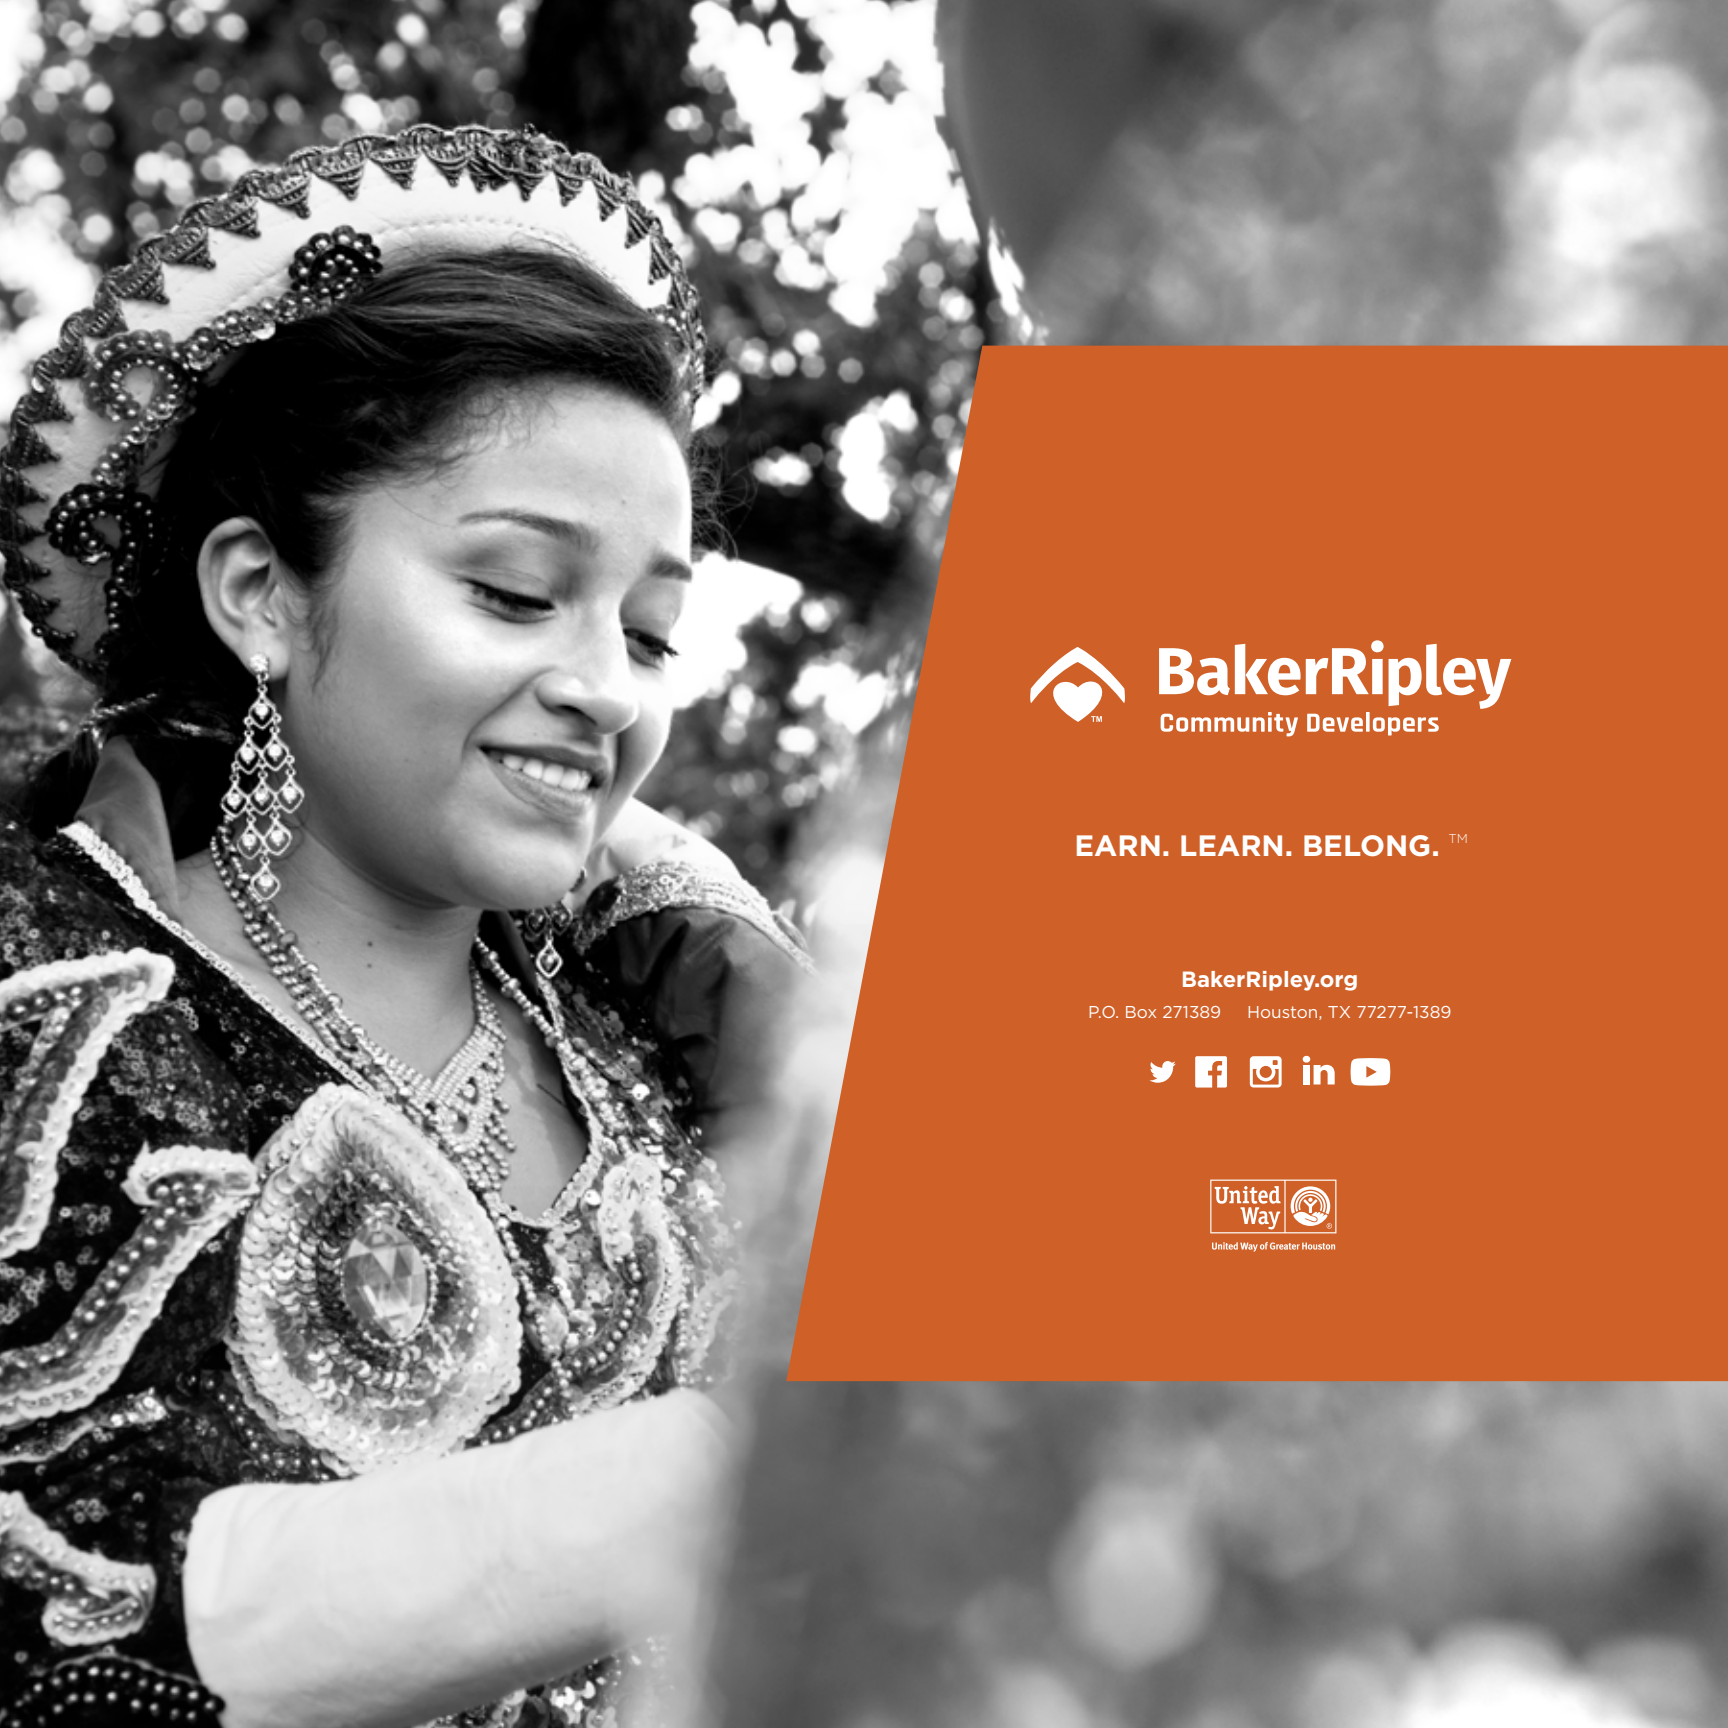 BakerRipley
Community Developers
TM
EARN. LEARN. BELONG. TM
BakerRipley.org
P.O. Box 271389 Houston, TX 77277-1389
United
Way
®
United Way of Greater Houston